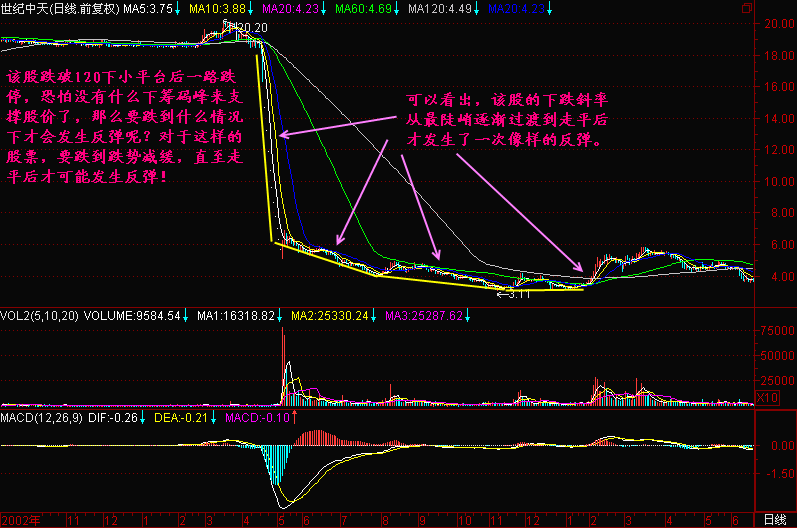 世纪中天(日线.前复权) MA5:3.75↓ MA10:3.88↓ MA20:4.23↓ MA60:4.69↓ MA120:4.49↓ MA20:4.23↓
20.20
20.00
18.00
该股跌破120下小平台后一路跌
停，恐怕没有什么下筹码峰来支
撑股价了，那么要跌到什么情况
下才会发生反弹呢？对于这样的
股票，要跌到跌势减缓，直至走
平后才可能发生反弹！
可以看出，该股的下跌斜率
从最陡峭逐渐过渡到走平后
才发生了一次像样的反弹。
16.00
14.00
12.00
10.00
8.00
6.00
4.00
←3.11
VOL2(5,10,20) VOLUME:9584.54↓ MA1:16318.82↓ MA2:25330.24↓ MA3:25287.62↓
75000
50000
25000
X10
MACD(12,26,9) DIF:-0.26↓ DEA:-0.21↓ MACD:-0.10↑
0.00
-1.50
2002年 11 12 1 2 3 4 5 6 7 8 9 10 11 12 1 2 3 4 5 6 日线